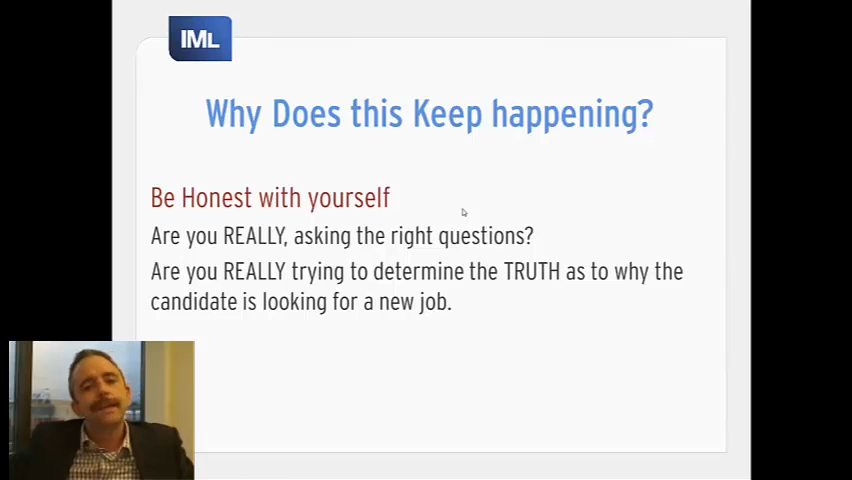 IML
Why Does this Keep happening?
Be Honest with yourself
Are you REALLY, asking the right questions?
Are you REALLY trying to determine the TRUTH as to why the
candidate is looking for a new job.